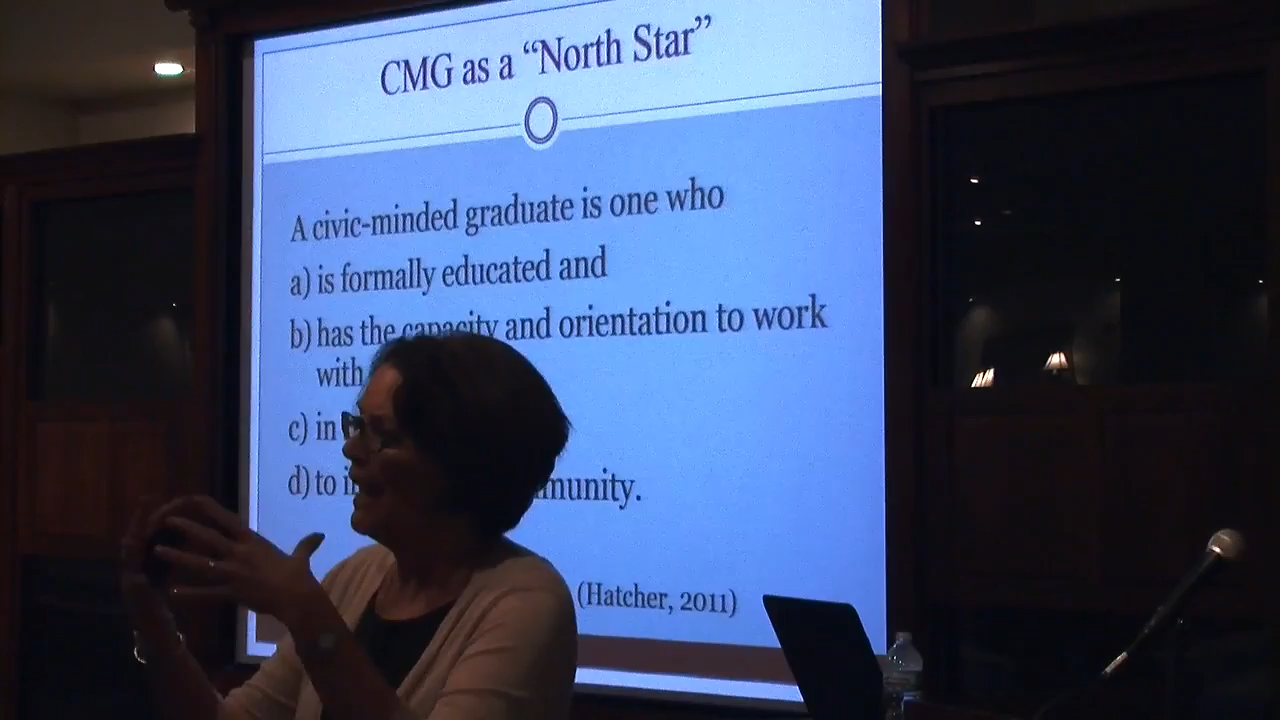 CMG as a “North Star”
A civic-minded graduate is one who
a) is formally educated and
b) has the capacity and orientation to work
with
c) in
d) to
(Hatcher, 2011)